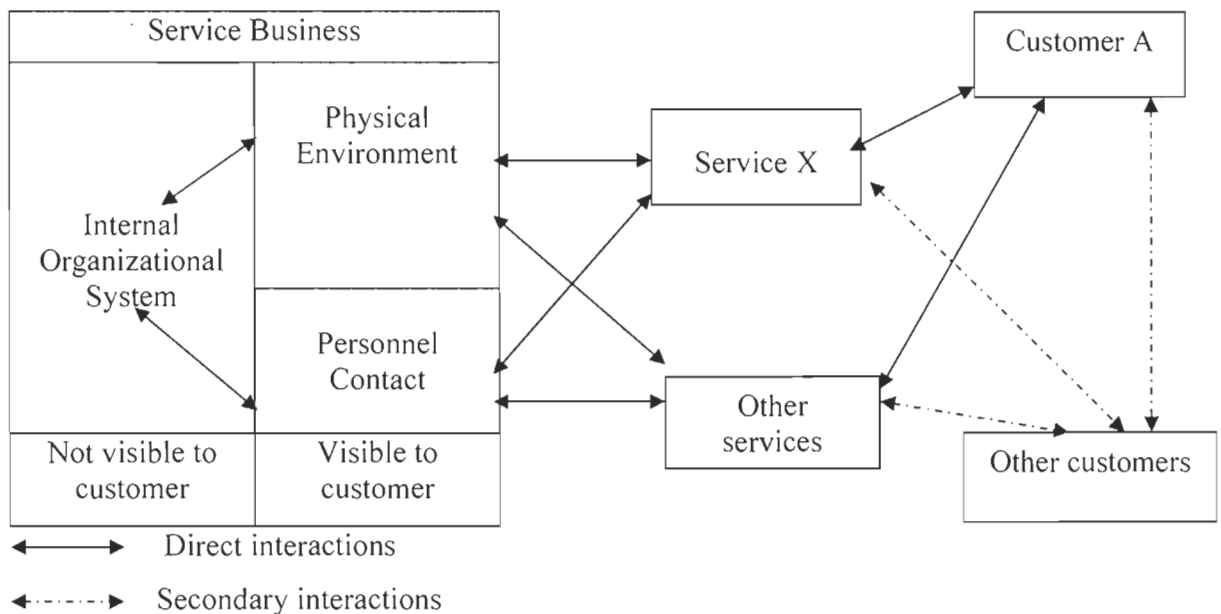 Service Business
Internal
Organizational
System
Physical
Environment
Personnel
Contact
Not visible to
customer
Visible to
customer
Service X
Other
services
Customer A
Other customers
Direct interactions
Secondary interactions